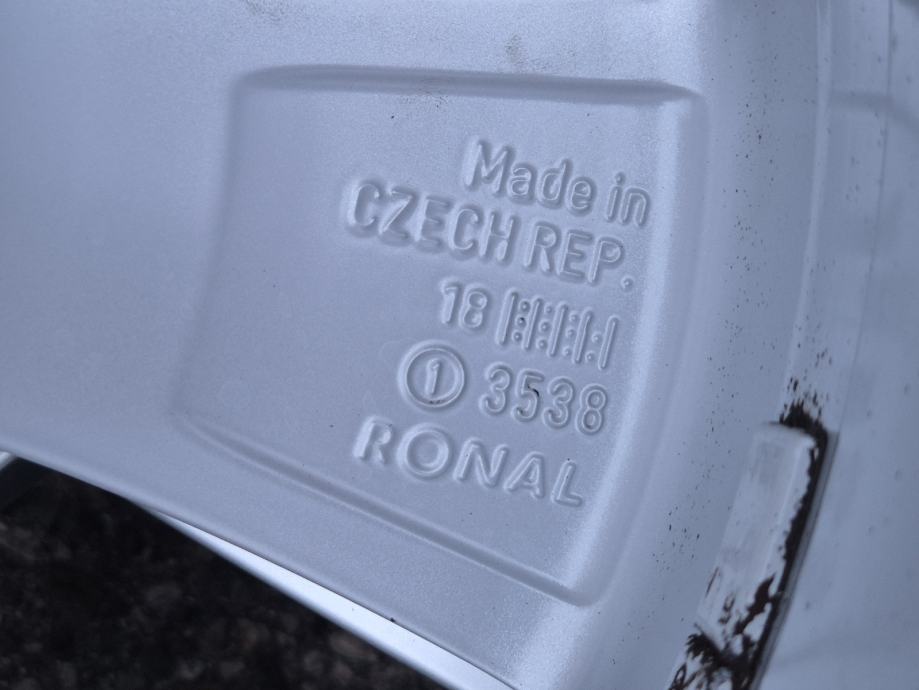 Made in
CZECH REP.
18
1 3538
RONAL